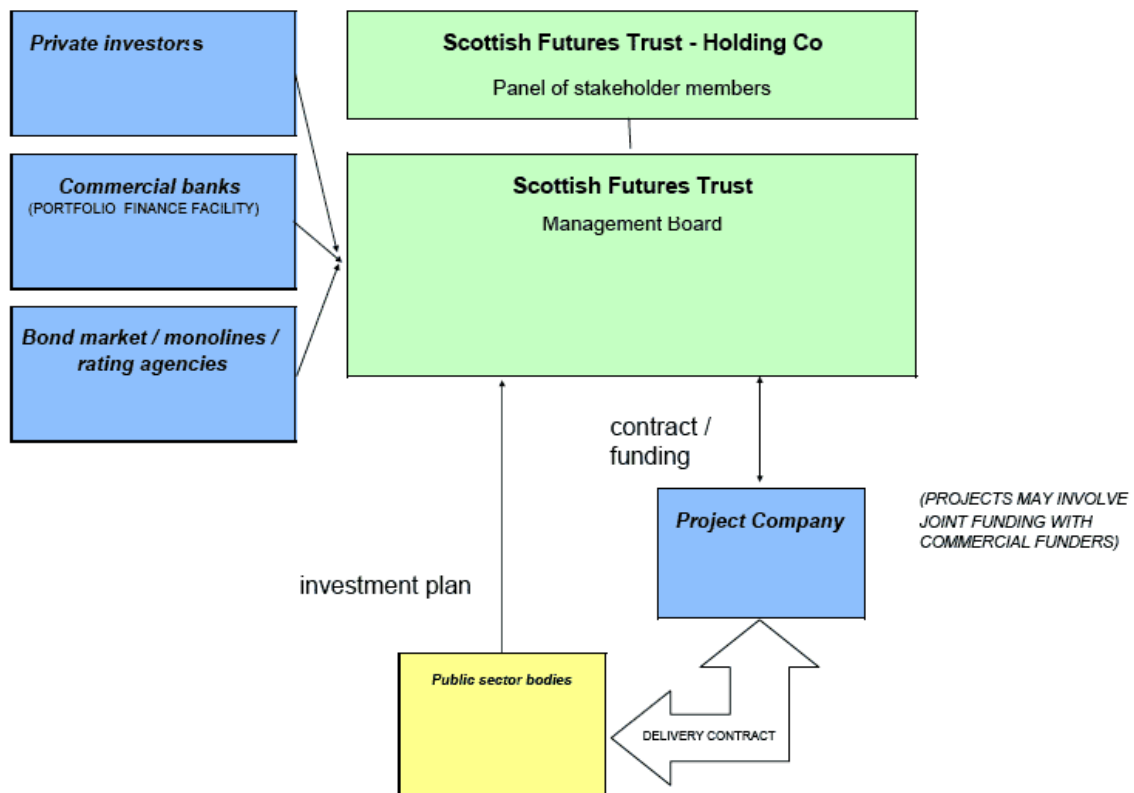 Private investors
Scottish Futures Trust - Holding Co
Panel of stakeholder members
Commercial banks
(PORTFOLIO FINANCE FACILITY)
Scottish Futures Trust
Management Board
Bond market / monolines /
rating agencies
contract /
funding
Project Company
(PROJECTS MAY INVOLVE
JOINT FUNDING WITH
COMMERCIAL FUNDERS)
investment plan
Public sector bodies
DELIVERY CONTRACT